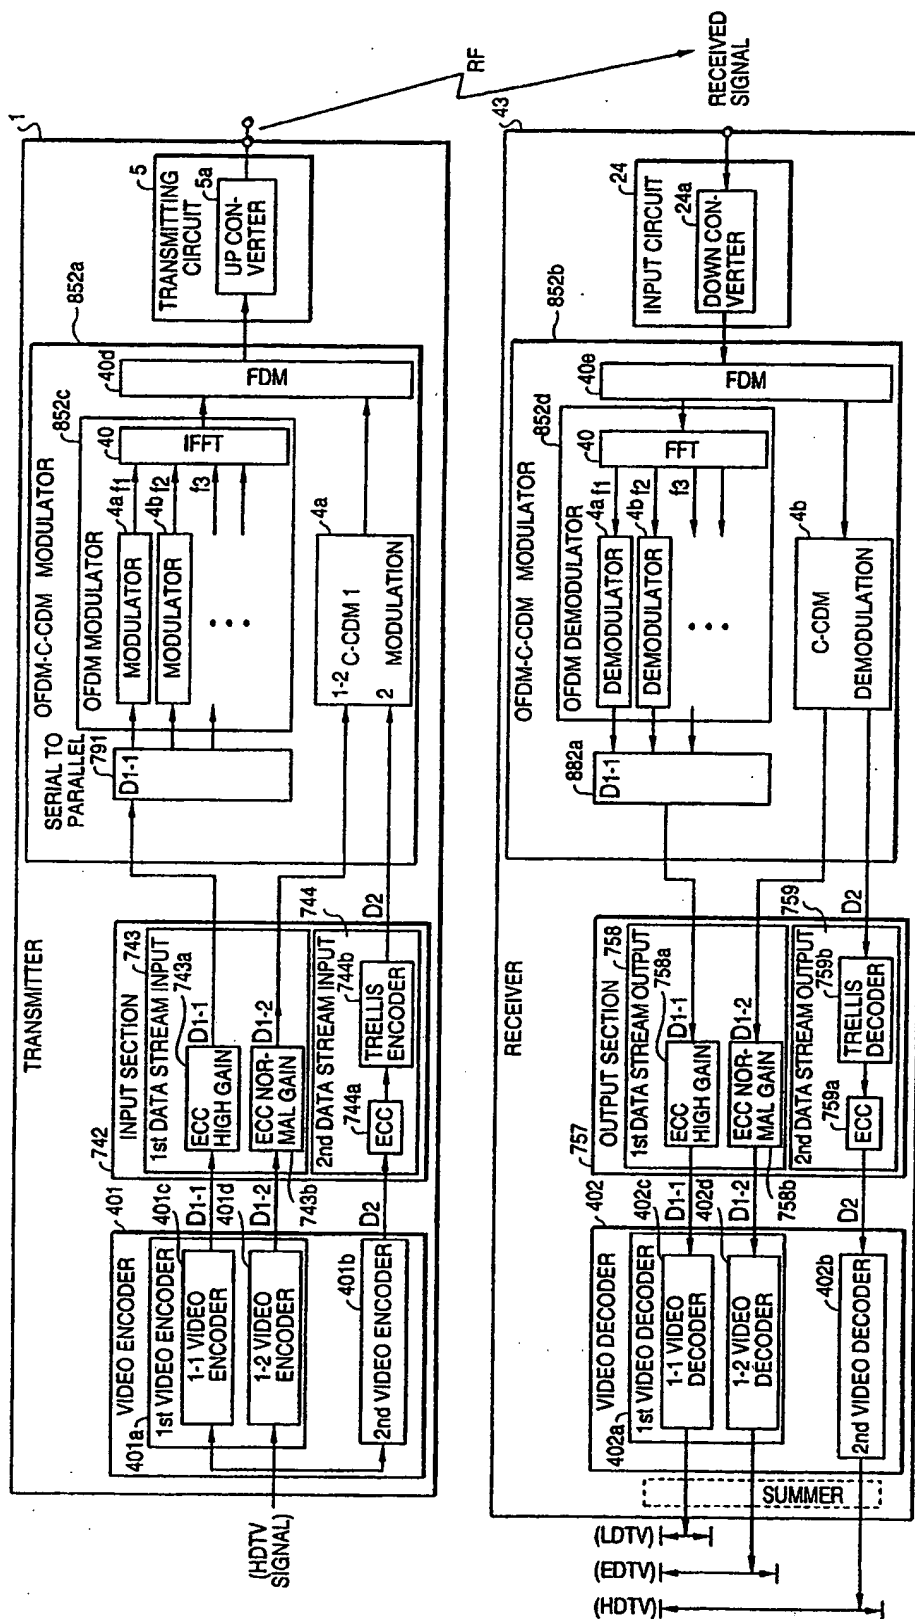 TRANSMITTER
1
(HDTV
SIGNAL)
401
VIDEO ENCODER
401a
1st VIDEO ENCODER
401c
1-1 VIDEO
ENCODER
D1-1
401d
1-2 VIDEO
ENCODER
D1-2
401b
2nd VIDEO ENCODER
D2
742
INPUT SECTION
743
1st DATA STREAM INPUT
743a
ECC
HIGH GAIN
D1-1
ECC NOR-
MAL GAIN
D1-2
743b
744
2nd DATA STREAM INPUT
744a
ECC
744b
TRELLIS
ENCODER
D2
852a
OFDM-C-CDM MODULATOR
SERIAL TO
PARALLEL
791
D1-1
852c
OFDM MODULATOR
MODULATOR
4a
f1
MODULATOR
4b
f2
f3
• • •
40
IFFT
40d
FDM
4a
1-2
C-CDM 1
2
MODULATION
5
TRANSMITTING
CIRCUIT
5a
UP CON-
VERTER
RF
RECEIVED
SIGNAL
RECEIVER
43
24
INPUT CIRCUIT
24a
DOWN CON-
VERTER
852b
OFDM-C-CDM MODULATOR
40e
FDM
852d
OFDM DEMODULATOR
40
FFT
DEMODULATOR
4a
f1
DEMODULATOR
4b
f2
f3
• • •
882a
D1-1
4b
C-CDM
DEMODULATION
757
OUTPUT SECTION
758
1st DATA STREAM OUTPUT
758a
ECC
HIGH GAIN
D1-1
ECC NOR-
MAL GAIN
D1-2
758b
759
2nd DATA STREAM OUTPUT
759a
ECC
759b
TRELLIS
DECODER
D2
402
VIDEO DECODER
402a
1st VIDEO DECODER
402c
1-1 VIDEO
DECODER
D1-1
402d
1-2 VIDEO
DECODER
D1-2
402b
2nd VIDEO DECODER
D2
SUMMER
(LDTV)
(EDTV)
(HDTV)